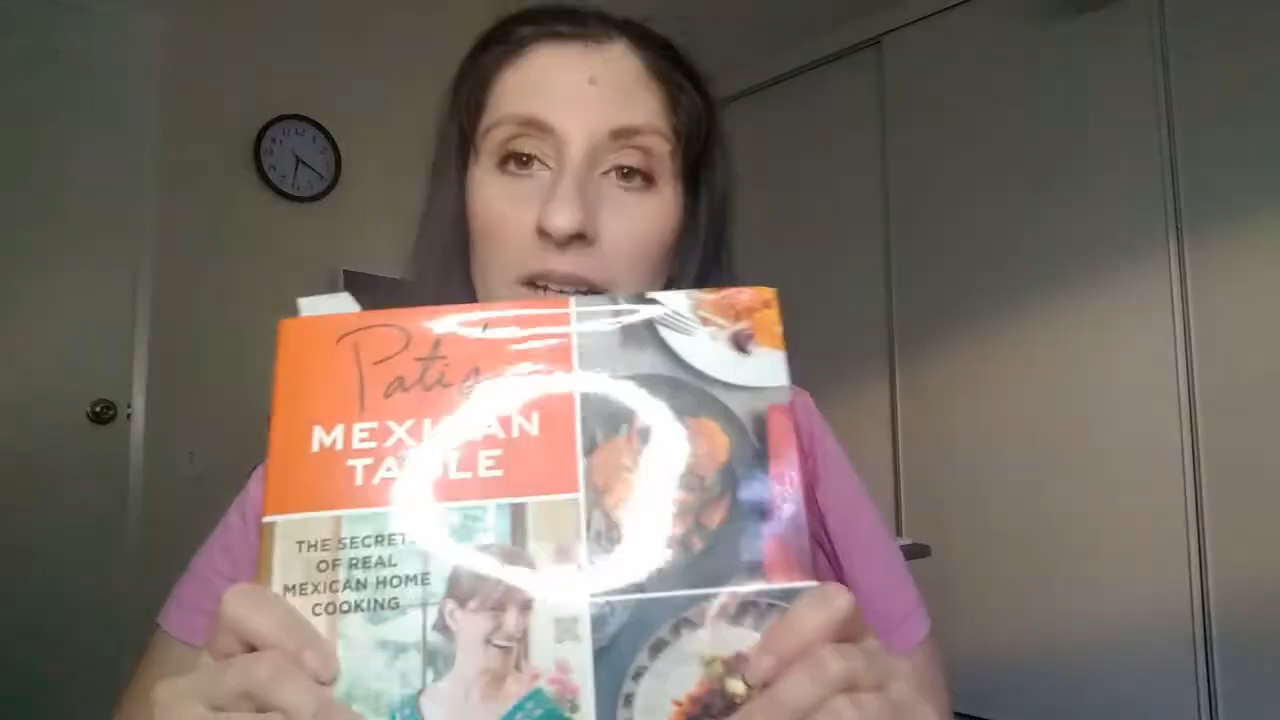 Pati's
MEXICAN
TABLE
THE SECRETS
OF REAL
MEXICAN HOME
COOKING